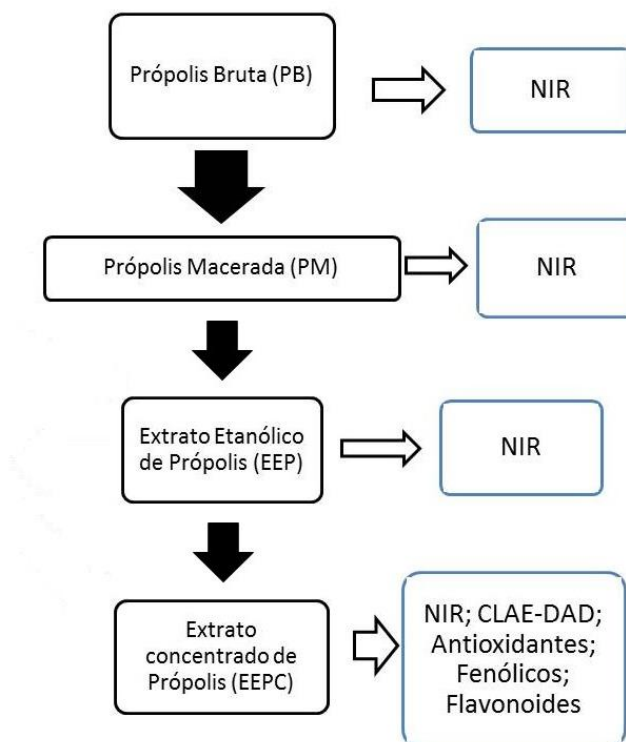 Própolis Bruta (PB)
NIR
Própolis Macerada (PM)
NIR
Extrato Etanólico
de Própolis (EEP)
NIR
Extrato
concentrado de
Própolis (EEPC)
NIR; CLAE-DAD;
Antioxidantes;
Fenólicos;
Flavonoides